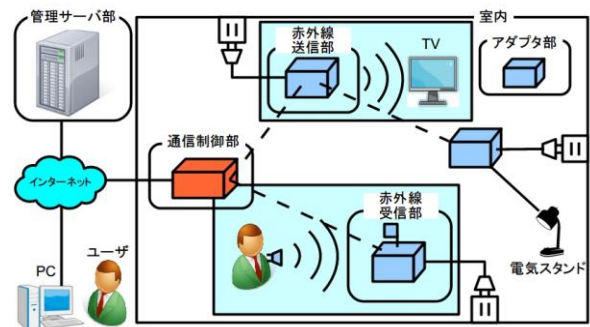 管理サーバ部
室内
赤外線
送信部
TV
アダプタ部
通信制御部
インターネット
赤外線
受信部
ユーザ
PC
電気スタンド